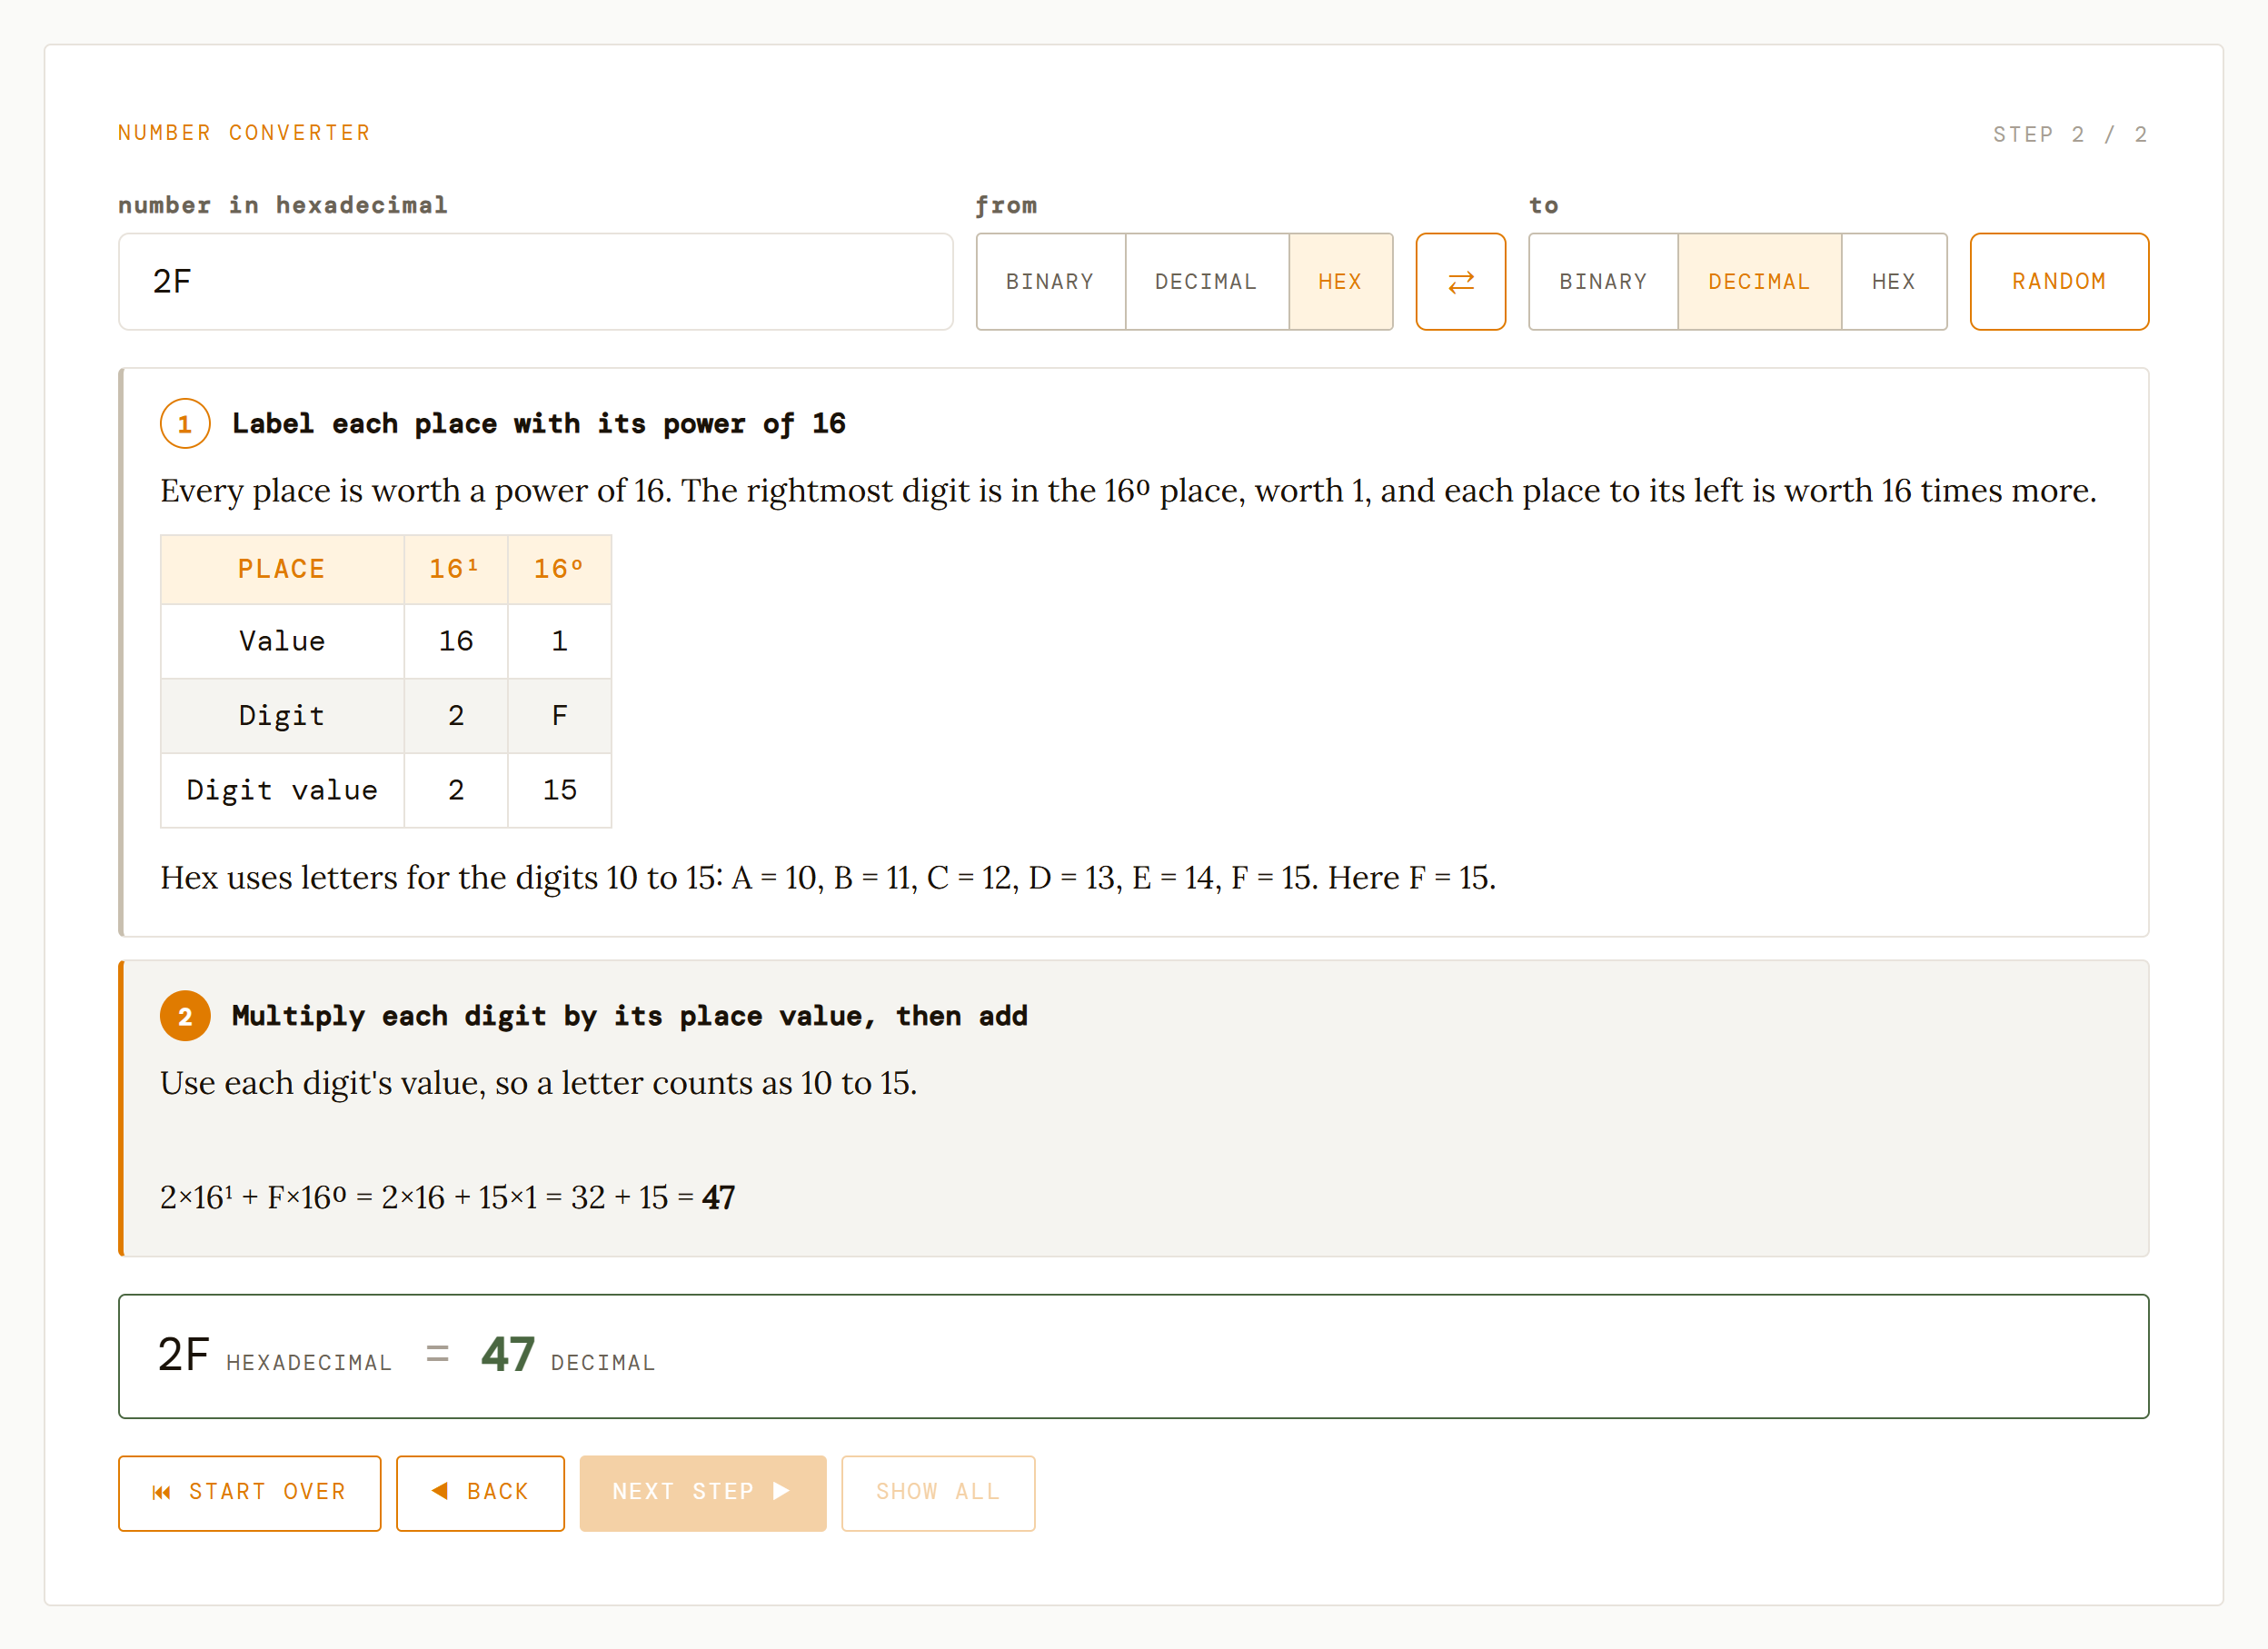 NUMBER CONVERTER
STEP 2 / 2
number in hexadecimal
from
to
2F
BINARY DECIMAL HEX
⇄
BINARY DECIMAL HEX
RANDOM
1 Label each place with its power of 16
Every place is worth a power of 16. The rightmost digit is in the 16⁰ place, worth 1, and each place to its left is worth 16 times more.
PLACE 16¹ 16⁰
Value 16 1
Digit 2 F
Digit value 2 15
Hex uses letters for the digits 10 to 15: A = 10, B = 11, C = 12, D = 13, E = 14, F = 15. Here F = 15.
2 Multiply each digit by its place value, then add
Use each digit's value, so a letter counts as 10 to 15.
2×16¹ + F×16⁰ = 2×16 + 15×1 = 32 + 15 = 47
2F HEXADECIMAL = 47 DECIMAL
⏮ START OVER
◀ BACK
NEXT STEP ▶
SHOW ALL